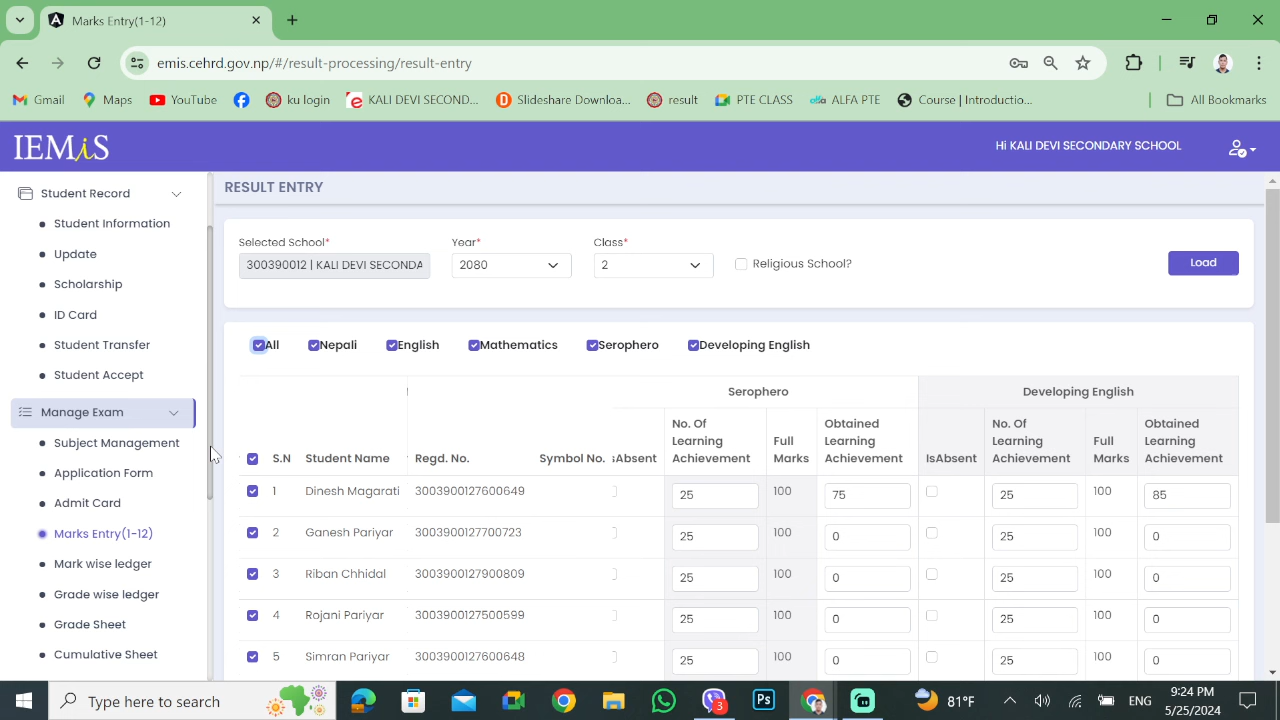 Marks Entry(1-12)
emis.cehrd.gov.np/#/result-processing/result-entry
Gmail Maps YouTube ku login KALI DEVI SECOND... Slideshare Downloa... result PTE CLASS ALFA PTE Course | Introductio... All Bookmarks
IEMiS
Hi KALI DEVI SECONDARY SCHOOL
Student Record
Student Information
Update
Scholarship
ID Card
Student Transfer
Student Accept
Manage Exam
Subject Management
Application Form
Admit Card
Marks Entry(1-12)
Mark wise ledger
Grade wise ledger
Grade Sheet
Cumulative Sheet
RESULT ENTRY
Selected School* Year* Class*
300390012 | KALI DEVI SECONDA 2080 2 Religious School? Load
All Nepali English Mathematics Serophero Developing English
Serophero Developing English
S.N Student Name Regd. No. Symbol No. sAbsent No. Of Learning Achievement Full Marks Obtained Learning Achievement IsAbsent No. Of Learning Achievement Full Marks Obtained Learning Achievement
1 Dinesh Magarati 3003900127600649 25 100 75 25 100 85
2 Ganesh Pariyar 3003900127700723 25 100 0 25 100 0
3 Riban Chhidal 3003900127900809 25 100 0 25 100 0
4 Rojani Pariyar 3003900127500599 25 100 0 25 100 0
5 Simran Pariyar 3003900127600648 25 100 0 25 100 0
Type here to search
3
Ps
81°F
ENG
9:24 PM
5/25/2024